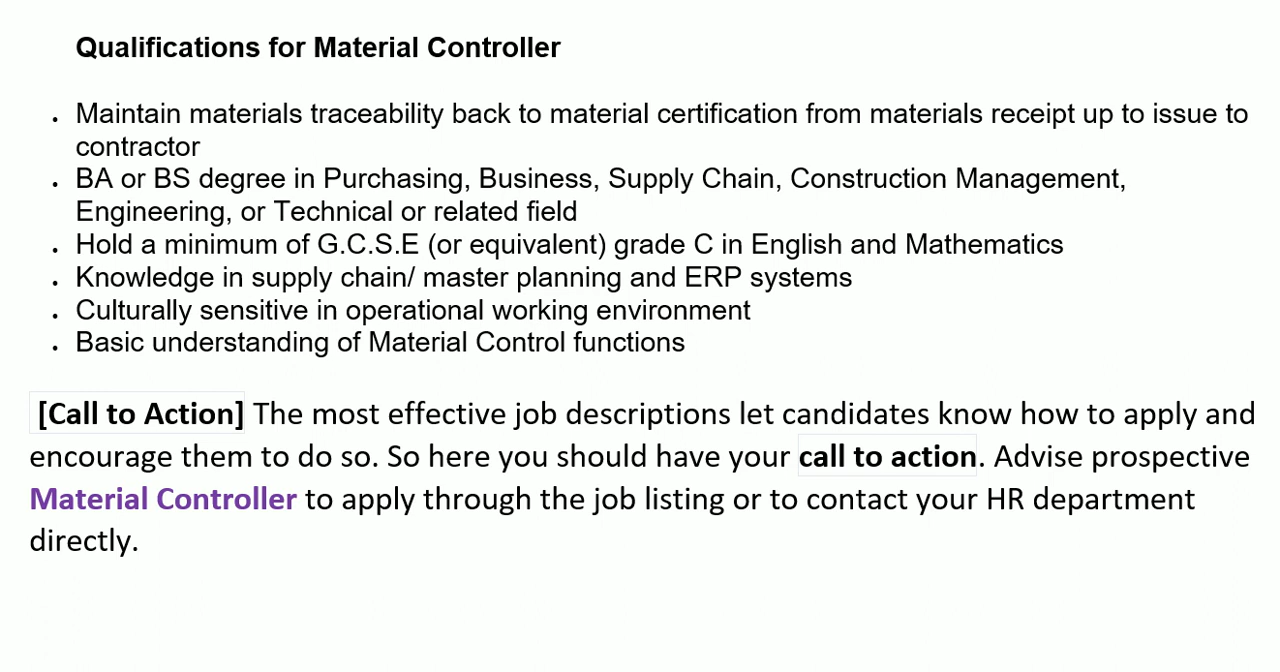 Qualifications for Material Controller
• Maintain materials traceability back to material certification from materials receipt up to issue to
contractor
• BA or BS degree in Purchasing, Business, Supply Chain, Construction Management,
Engineering, or Technical or related field
• Hold a minimum of G.C.S.E (or equivalent) grade C in English and Mathematics
• Knowledge in supply chain/ master planning and ERP systems
• Culturally sensitive in operational working environment
• Basic understanding of Material Control functions
[Call to Action] The most effective job descriptions let candidates know how to apply and
encourage them to do so. So here you should have your call to action. Advise prospective
Material Controller to apply through the job listing or to contact your HR department
directly.